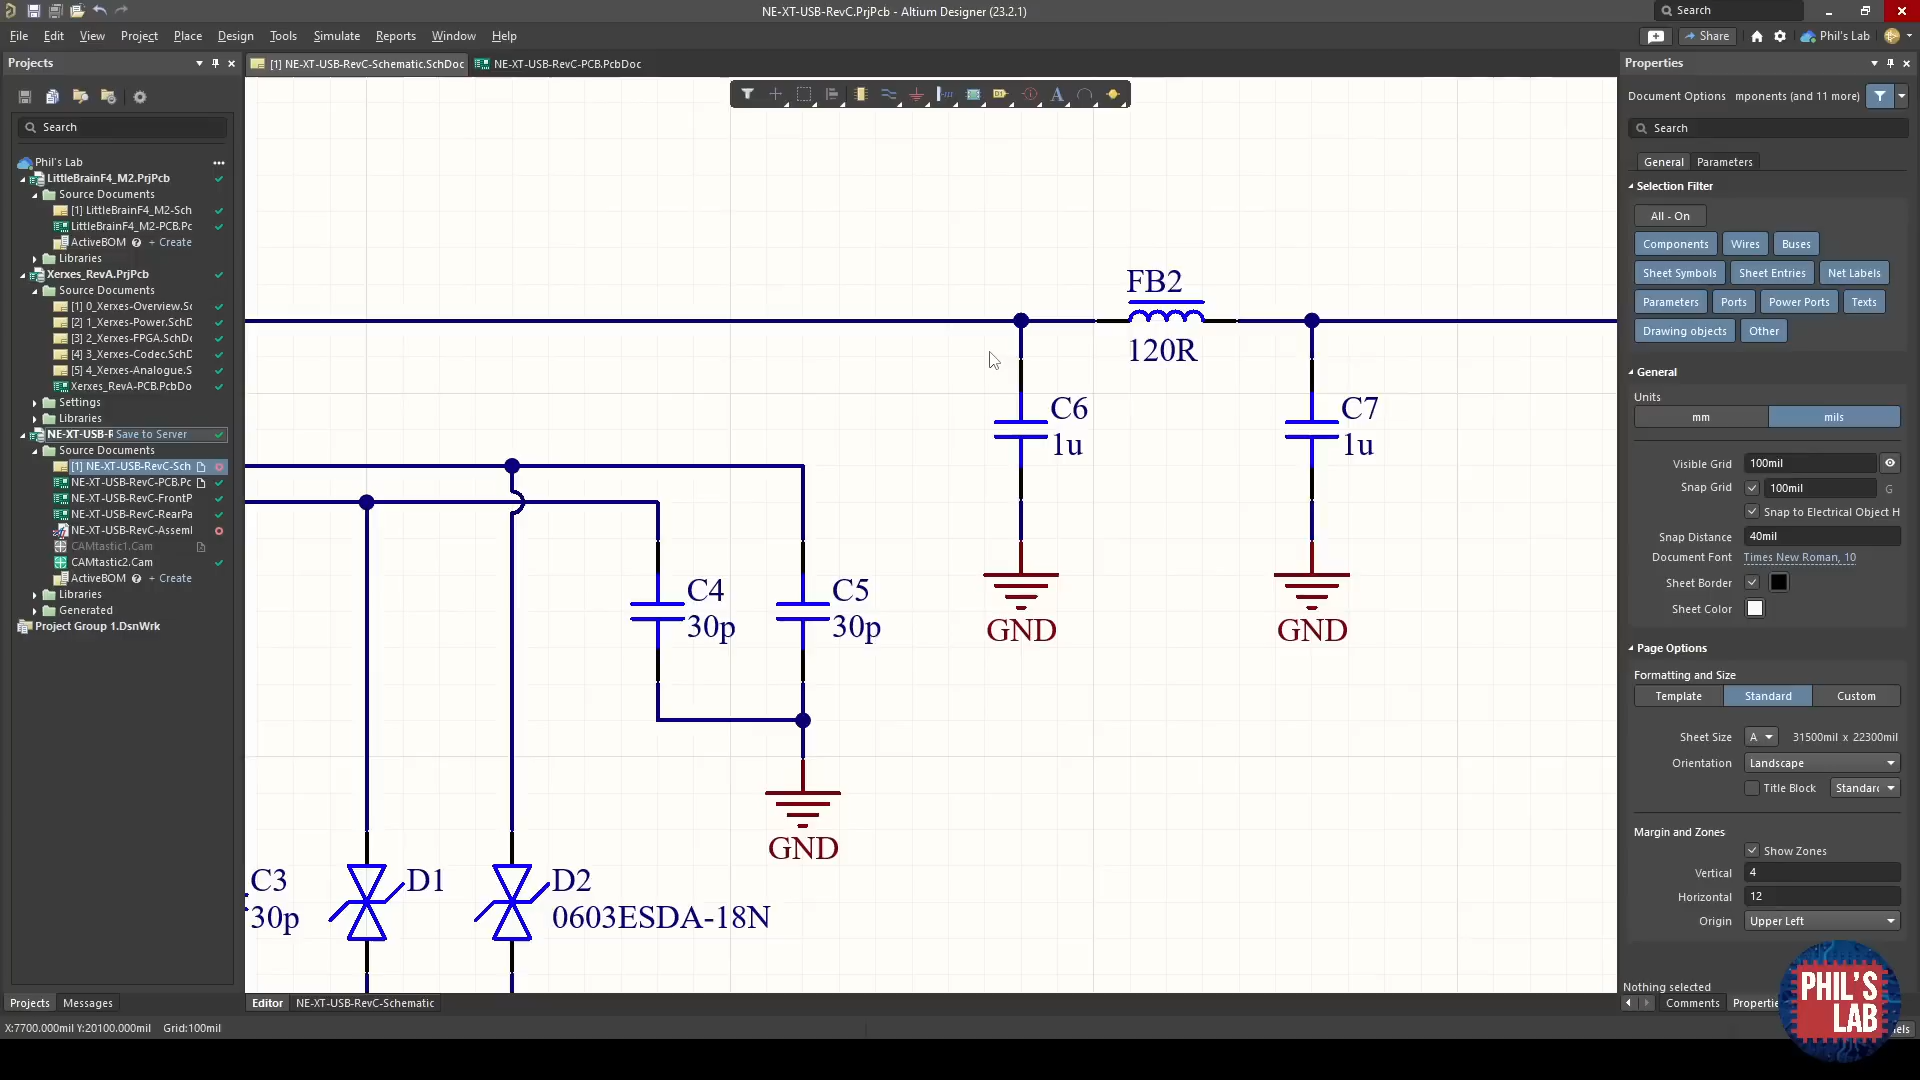 NE-XT-USB-RevC.PrjPcb - Altium Designer (23.2.1)
Search
File Edit View Project Place Design Tools Simulate Reports Window Help
Share
Phil's Lab
Projects
[1] NE-XT-USB-RevC-Schematic.SchDoc
NE-XT-USB-RevC-PCB.PcbDoc
Search
Phil's Lab
LittleBrainF4_M2.PrjPcb
Source Documents
[1] LittleBrainF4_M2-Sch
LittleBrainF4_M2-PCB.Pc
ActiveBOM + Create
Libraries
Xerxes_RevA.PrjPcb
Source Documents
[1] 0_Xerxes-Overview.Sc
[2] 1_Xerxes-Power.SchD
[3] 2_Xerxes-FPGA.SchDo
[4] 3_Xerxes-Codec.SchD
[5] 4_Xerxes-Analogue.S
Xerxes_RevA-PCB.PcbDo
Settings
Libraries
NE-XT-USB-R Save to Server
Source Documents
[1] NE-XT-USB-RevC-Sch
NE-XT-USB-RevC-PCB.Pc
NE-XT-USB-RevC-FrontP
NE-XT-USB-RevC-RearPa
NE-XT-USB-RevC-Asseml
CAMtastic1.Cam
CAMtastic2.Cam
ActiveBOM + Create
Libraries
Generated
Project Group 1.DsnWrk
Projects Messages
FB2
120R
C6
1u
C7
1u
GND
GND
C4
30p
C5
30p
GND
C3
30p
D1
D2
0603ESDA-18N
Editor NE-XT-USB-RevC-Schematic
X:7700.000mil Y:20100.000mil Grid:100mil
Properties
Document Options mponents (and 11 more)
Search
General Parameters
Selection Filter
All - On
Components Wires Buses
Sheet Symbols Sheet Entries Net Labels
Parameters Ports Power Ports Texts
Drawing objects Other
General
Units
mm mils
Visible Grid 100mil
Snap Grid 100mil G
Snap to Electrical Object H
Snap Distance 40mil
Document Font Times New Roman, 10
Sheet Border
Sheet Color
Page Options
Formatting and Size
Template Standard Custom
Sheet Size A 31500mil x 22300mil
Orientation Landscape
Title Block Standarc
Margin and Zones
Show Zones
Vertical 4
Horizontal 12
Origin Upper Left
Nothing selected
Comments Propertie
PHIL'S
LAB